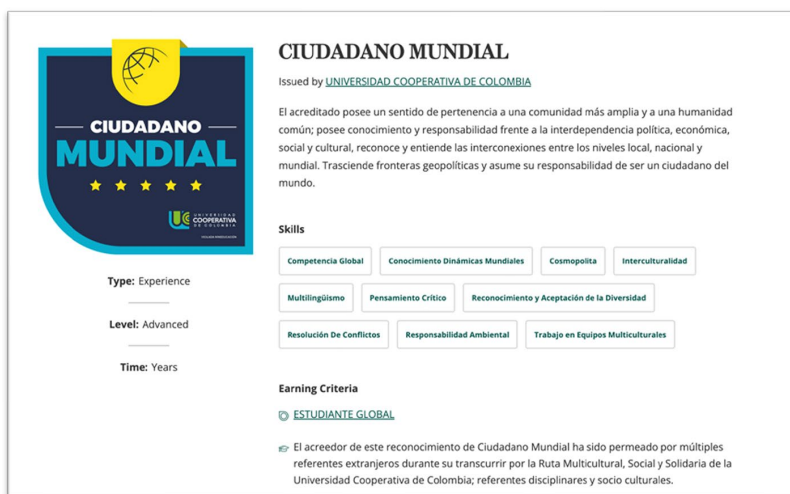 CIUDADANO
MUNDIAL
UNIVERSIDAD
COOPERATIVA
DE COLOMBIA
Type: Experience
Level: Advanced
Time: Years
CIUDADANO MUNDIAL
Issued by UNIVERSIDAD COOPERATIVA DE COLOMBIA
El acreditado posee un sentido de pertenencia a una comunidad más amplia y a una humanidad
común; posee conocimiento y responsabilidad frente a la interdependencia política, económica,
social y cultural, reconoce y entiende las interconexiones entre los niveles local, nacional y
mundial. Trasciende fronteras geopolíticas y asume su responsabilidad de ser un ciudadano del
mundo.
Skills
Competencia Global Conocimiento Dinámicas Mundiales Cosmopolita Interculturalidad
Multilingüismo Pensamiento Crítico Reconocimiento y Aceptación de la Diversidad
Resolución De Conflictos Responsabilidad Ambiental Trabajo en Equipos Multiculturales
Earning Criteria
ESTUDIANTE GLOBAL
El acreedor de este reconocimiento de Ciudadano Mundial ha sido permeado por múltiples
referentes extranjeros durante su transcurrir por la Ruta Multicultural, Social y Solidaria de la
Universidad Cooperativa de Colombia; referentes disciplinares y socio culturales.